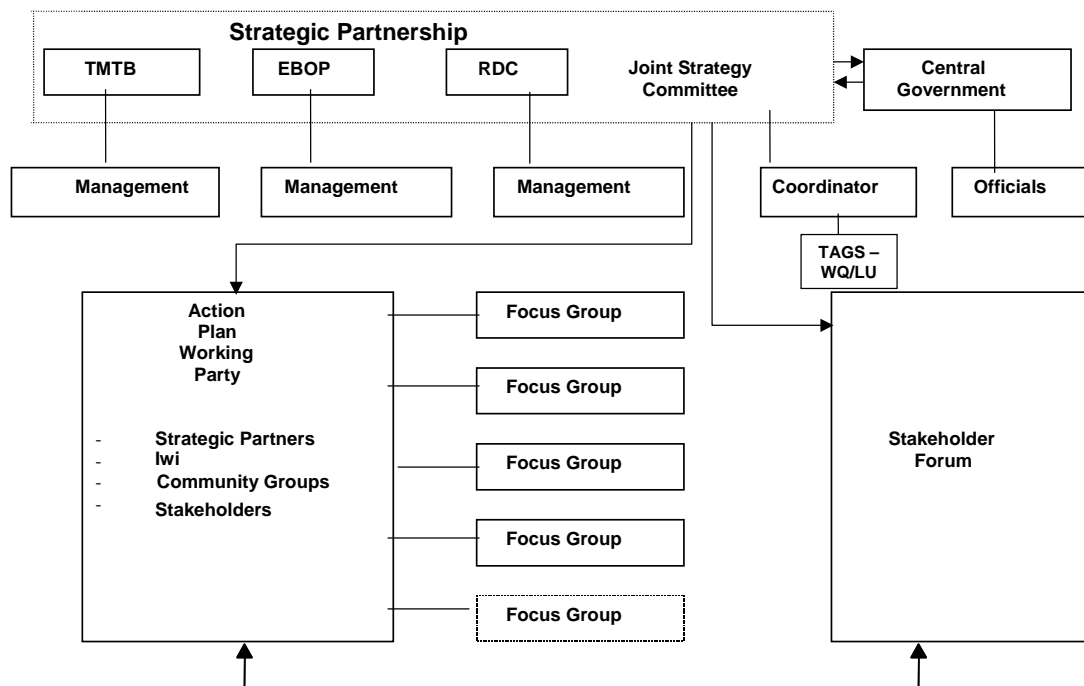 Strategic Partnership
TMTB
EBOP
RDC
Joint Strategy
Committee
Central
Government
Management
Management
Management
Coordinator
Officials
TAGS –
WQ/LU
Action
Plan
Working
Party
- Strategic Partners
- Iwi
- Community Groups
- Stakeholders
Focus Group
Focus Group
Focus Group
Focus Group
Focus Group
Stakeholder
Forum